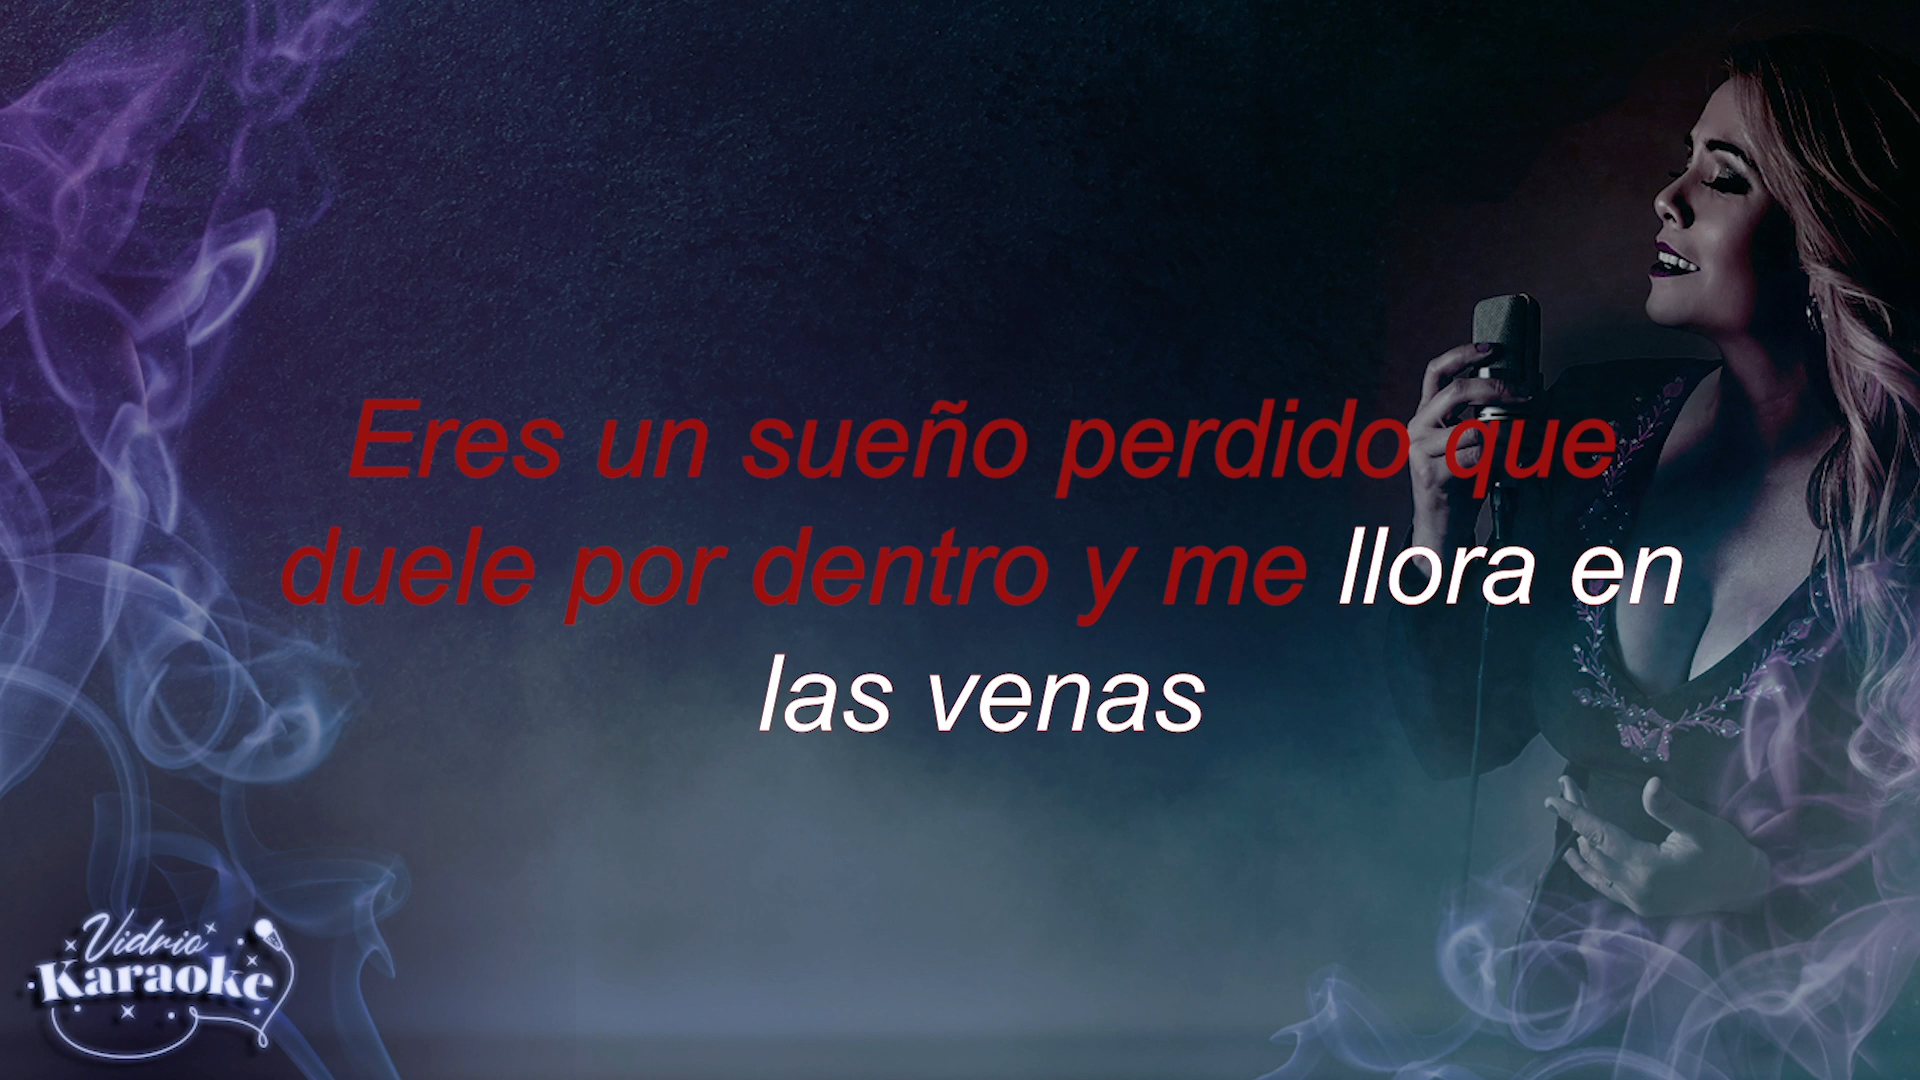 Eres un sueño perdido que
duele por dentro y me llora en
las venas
Vidrio
Karaoke